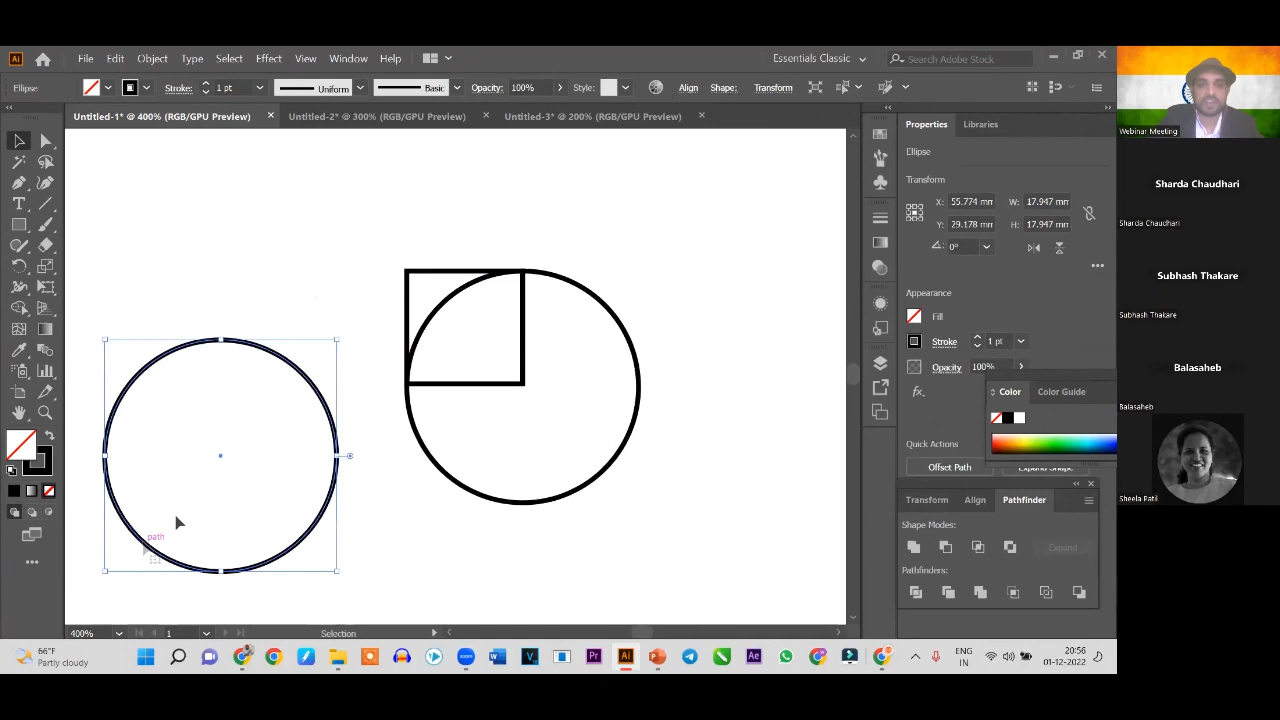 Ai File Edit Object Type Select Effect View Window Help Essentials Classic Search Adobe Stock
Ellipse Stroke: 1 pt Uniform Basic Opacity: 100% Style: Align Shape: Transform
Untitled-1* @ 400% (RGB/GPU Preview) × Untitled-2* @ 300% (RGB/GPU Preview) × Untitled-3* @ 200% (RGB/GPU Preview) ×
Properties Libraries
Ellipse
Transform
X: 55.774 mm W: 17.947 mm
Y: 29.178 mm H: 17.947 mm
0°
Appearance
Fill
Stroke 1 pt
Opacity 100%
fx.
Color Color Guide
Quick Actions
Offset Path Expand Shape
Transform Align Pathfinder
Shape Modes:
Expand
Pathfinders:
path
400% 1 Selection
66°F
Partly cloudy
W V Pr Ai P Ae
ENG
IN
20:56
01-12-2022
Webinar Meeting
Sharda Chaudhari
Sharda Chaudhari
Subhash Thakare
Subhash Thakare
Balasaheb
Balasaheb
Sheela Patil